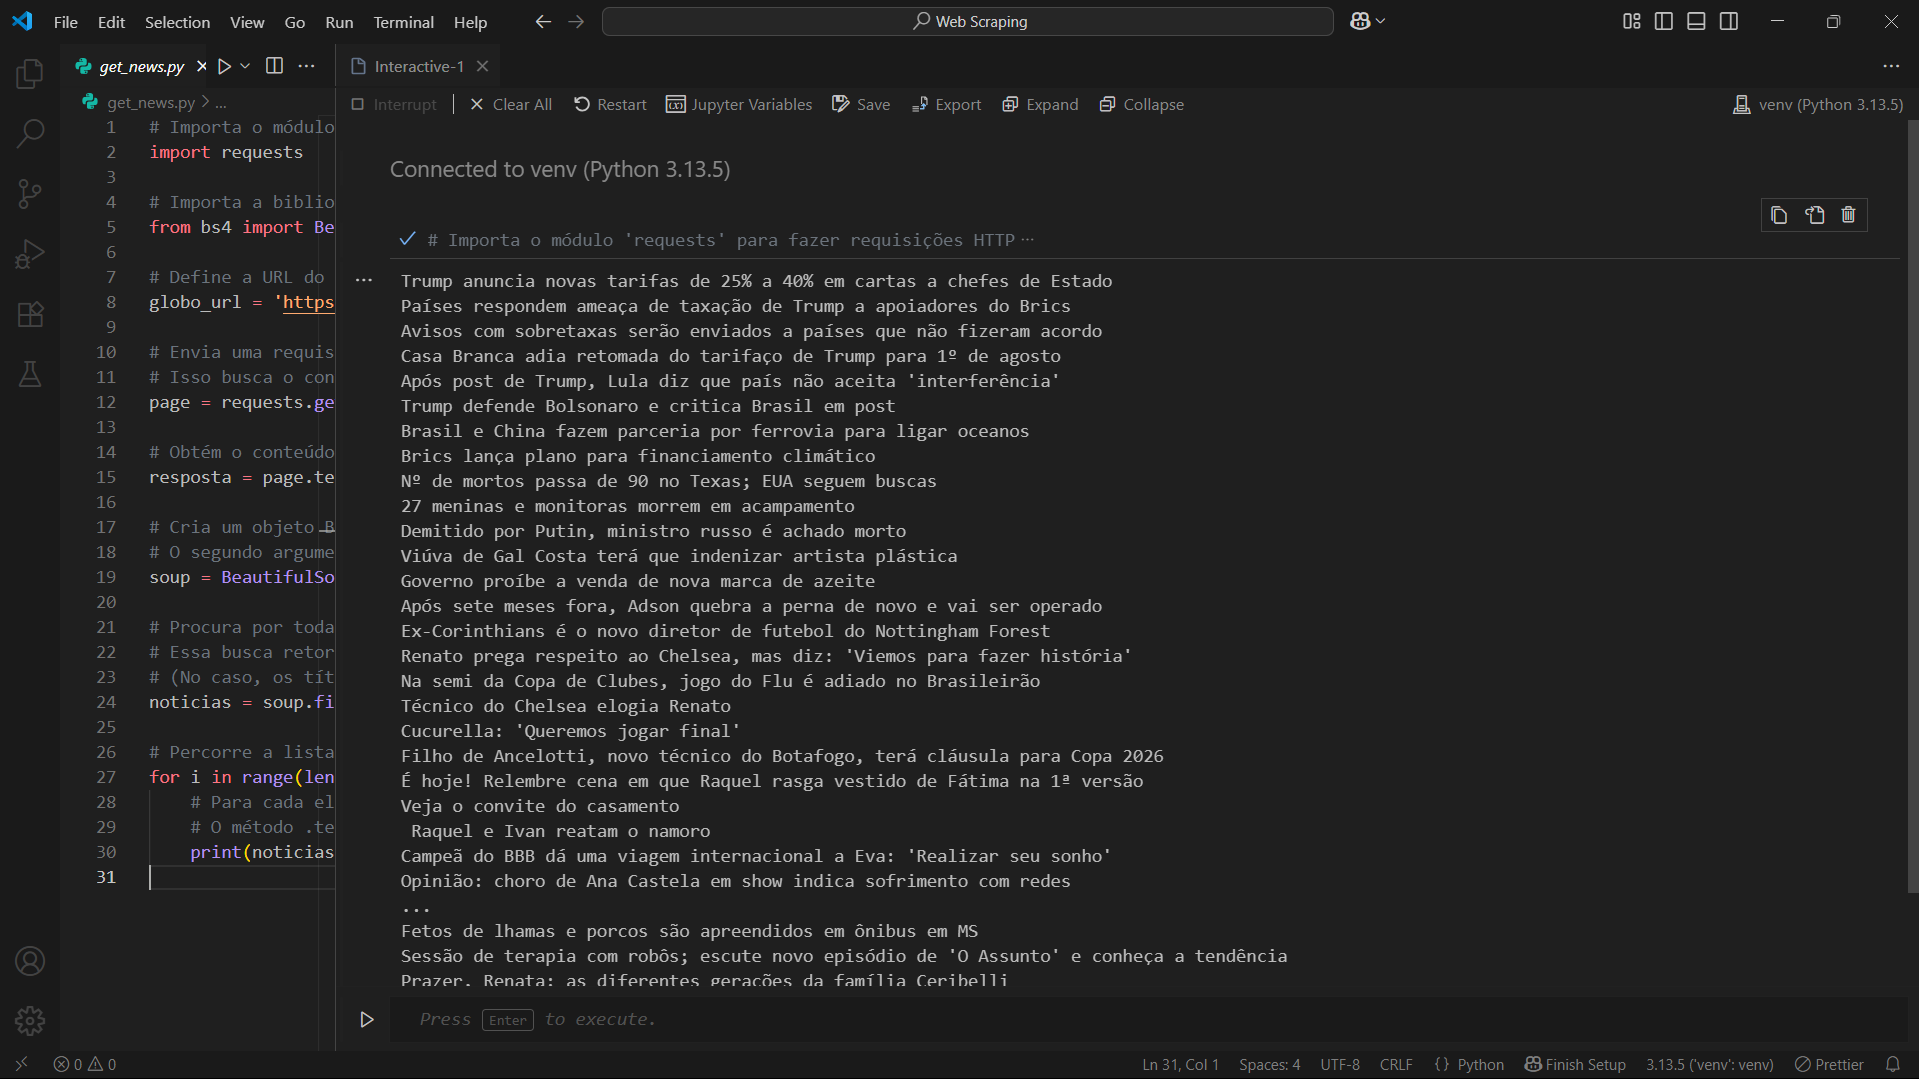 File Edit Selection View Go Run Terminal Help
Web Scraping
get_news.py
Interactive-1
get_news.py > ...
Interrupt
Clear All
Restart
Jupyter Variables
Save
Export
Expand
Collapse
venv (Python 3.13.5)
1 # Importa o módulo
2 import requests
3
4 # Importa a biblio
5 from bs4 import Be
6
7 # Define a URL do
8 globo_url = 'https
9
10 # Envia uma requis
11 # Isso busca o con
12 page = requests.ge
13
14 # Obtém o conteúdo
15 resposta = page.te
16
17 # Cria um objeto B
18 # O segundo argume
19 soup = BeautifulSo
20
21 # Procura por toda
22 # Essa busca retor
23 # (No caso, os tít
24 noticias = soup.fi
25
26 # Percorre a lista
27 for i in range(len
28 # Para cada el
29 # O método .te
30 print(noticias
31
Connected to venv (Python 3.13.5)
# Importa o módulo 'requests' para fazer requisições HTTP ...
Trump anuncia novas tarifas de 25% a 40% em cartas a chefes de Estado
Países respondem ameaça de taxação de Trump a apoiadores do Brics
Avisos com sobretaxas serão enviados a países que não fizeram acordo
Casa Branca adia retomada do tarifaço de Trump para 1º de agosto
Após post de Trump, Lula diz que país não aceita 'interferência'
Trump defende Bolsonaro e critica Brasil em post
Brasil e China fazem parceria por ferrovia para ligar oceanos
Brics lança plano para financiamento climático
Nº de mortos passa de 90 no Texas; EUA seguem buscas
27 meninas e monitoras morrem em acampamento
Demitido por Putin, ministro russo é achado morto
Viúva de Gal Costa terá que indenizar artista plástica
Governo proíbe a venda de nova marca de azeite
Após sete meses fora, Adson quebra a perna de novo e vai ser operado
Ex-Corinthians é o novo diretor de futebol do Nottingham Forest
Renato prega respeito ao Chelsea, mas diz: 'Viemos para fazer história'
Na semi da Copa de Clubes, jogo do Flu é adiado no Brasileirão
Técnico do Chelsea elogia Renato
Cucurella: 'Queremos jogar final'
Filho de Ancelotti, novo técnico do Botafogo, terá cláusula para Copa 2026
É hoje! Relembre cena em que Raquel rasga vestido de Fátima na 1ª versão
Veja o convite do casamento
Raquel e Ivan reatam o namoro
Campeã do BBB dá uma viagem internacional a Eva: 'Realizar seu sonho'
Opinião: choro de Ana Castela em show indica sofrimento com redes
...
Fetos de lhamas e porcos são apreendidos em ônibus em MS
Sessão de terapia com robôs; escute novo episódio de 'O Assunto' e conheça a tendência
Prazer, Renata: as diferentes gerações da família Ceribelli
Press Enter to execute.
0 0
Ln 31, Col 1
Spaces: 4
UTF-8
CRLF
{} Python
Finish Setup
3.13.5 ('venv': venv)
Prettier